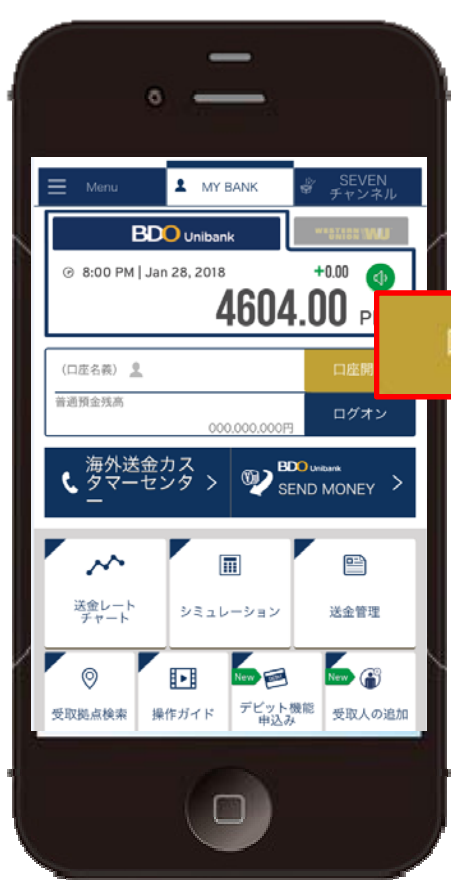 Menu
MY BANK
SEVEN
チャンネル
BDO Unibank
WESTERN UNION WU
8:00 PM | Jan 28, 2018
+0.00
4604.00 P
(口座名義)
口座開
普通預金残高
000,000,000円
ログオン
海外送金カス
タマーセンタ
ー
BDO Unibank
SEND MONEY
送金レート
チャート
シミュレーション
送金管理
受取拠点検索
操作ガイド
New
デビット機能
申込み
New
受取人の追加